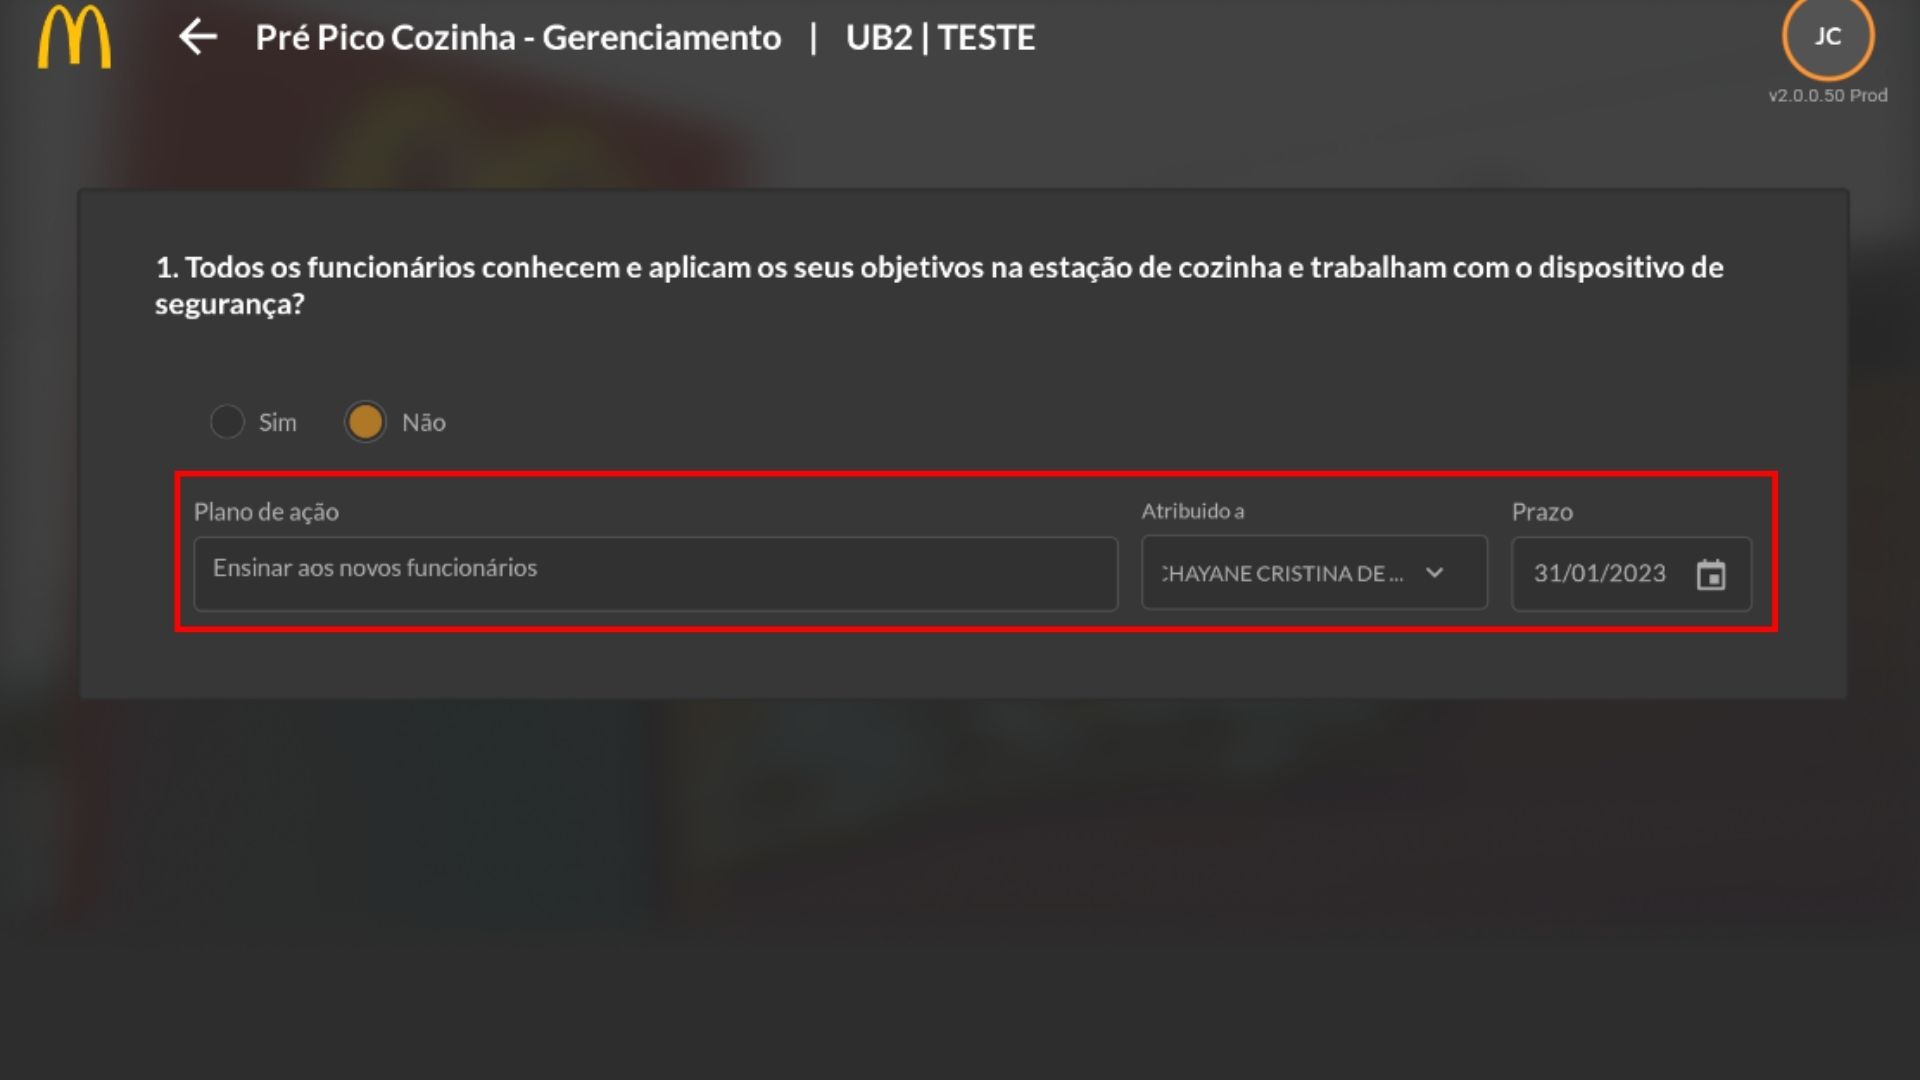 Pré Pico Cozinha - Gerenciamento | UB2 | TESTE
JC
v2.0.0.50 Prod
1. Todos os funcionários conhecem e aplicam os seus objetivos na estação de cozinha e trabalham com o dispositivo de
segurança?
Sim Não
Plano de ação Atribuido a Prazo
Ensinar aos novos funcionários CHAYANE CRISTINA DE ... 31/01/2023